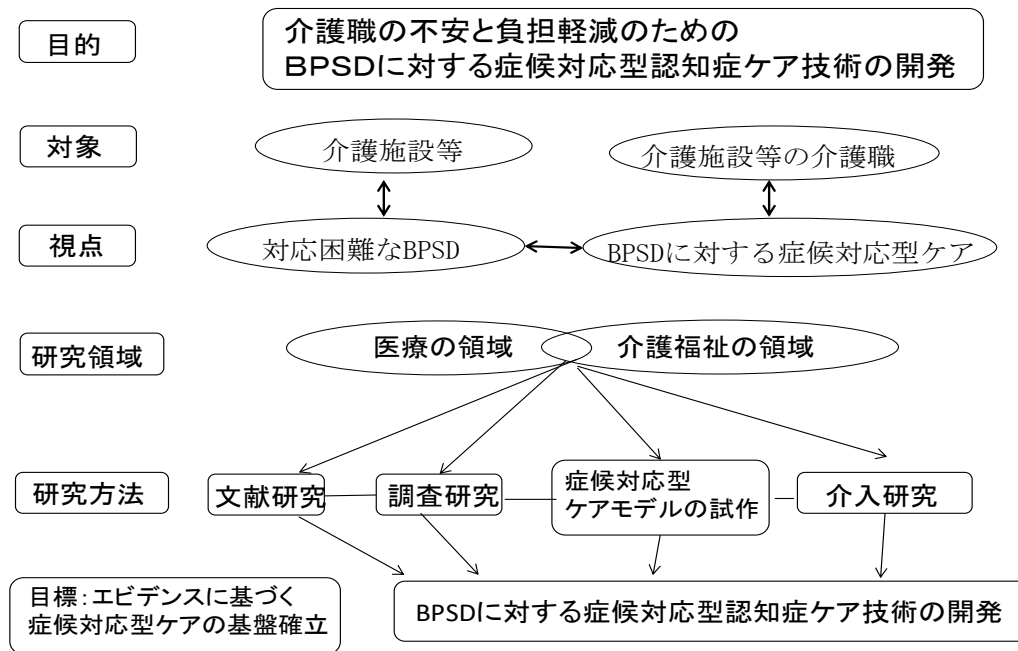 目的
介護職の不安と負担軽減のための
BPSDに対する症候対応型認知症ケア技術の開発
対象
介護施設等
介護施設等の介護職
視点
対応困難なBPSD
BPSDに対する症候対応型ケア
研究領域
医療の領域
介護福祉の領域
研究方法
文献研究
調査研究
症候対応型
ケアモデルの試作
介入研究
目標：エビデンスに基づく
症候対応型ケアの基盤確立
BPSDに対する症候対応型認知症ケア技術の開発